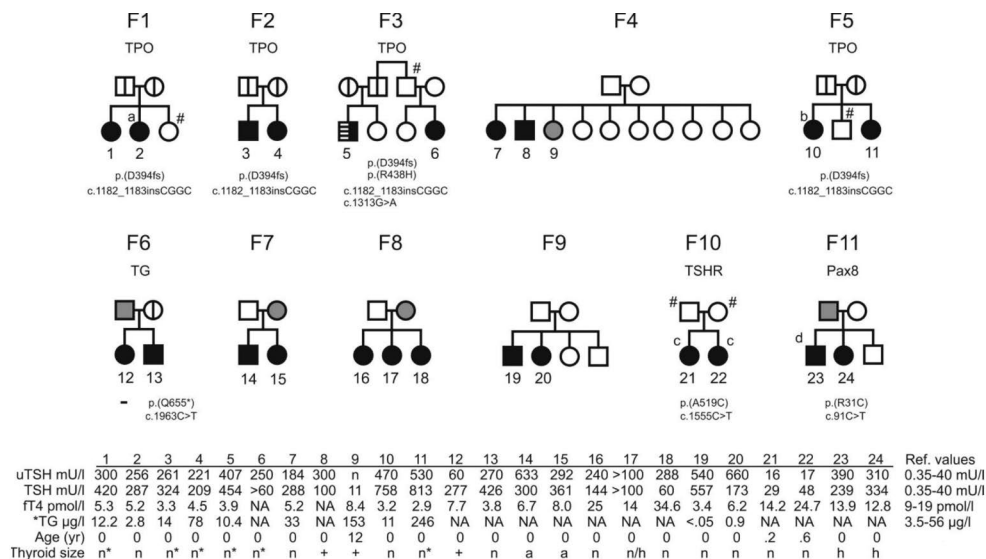 F1 F2 F3 F4 F5
TPO TPO TPO TPO
#
a # b #
1 2 3 4 5 6 7 8 9 10 11
p.(D394fs) p.(D394fs) p.(D394fs) p.(D394fs)
c.1182_1183insCGGC c.1182_1183insCGGC p.(R438H) c.1182_1183insCGGC
c.1182_1183insCGGC
c.1313G>A
F6 F7 F8 F9 F10 F11
TG TSHR Pax8
# #
c c d
12 13 14 15 16 17 18 19 20 21 22 23 24
- p.(Q655*) p.(A519C) p.(R31C)
c.1963C>T c.1555C>T c.91C>T
1 2 3 4 5 6 7 8 9 10 11 12 13 14 15 16 17 18 19 20 21 22 23 24 Ref. values
uTSH mU/l 300 256 261 221 407 250 184 300 n 470 530 60 270 633 292 240 >100 288 540 660 16 17 390 310 0.35-40 mU/l
TSH mU/l 420 287 324 209 454 >60 288 100 11 758 813 277 426 300 361 144 >100 60 557 173 29 48 239 334 0.35-40 mU/l
fT4 pmol/l 5.3 5.2 3.3 4.5 3.9 NA 5.2 NA 8.4 3.2 2.9 7.7 3.8 6.7 8.0 25 14 34.6 3.4 6.2 14.2 24.7 13.9 12.8 9-19 pmol/l
*TG µg/l 12.2 2.8 14 78 10.4 NA 33 NA 153 11 246 NA NA NA NA NA NA NA <.05 0.9 NA NA NA NA 3.5-56 µg/l
Age (yr) 0 0 0 0 0 0 0 0 12 0 0 0 0 0 0 0 0 0 0 0 .2 .6 0 0
Thyroid size n* n n* n* n* n* n + + n n* + n a a n n/h n n n n n h h